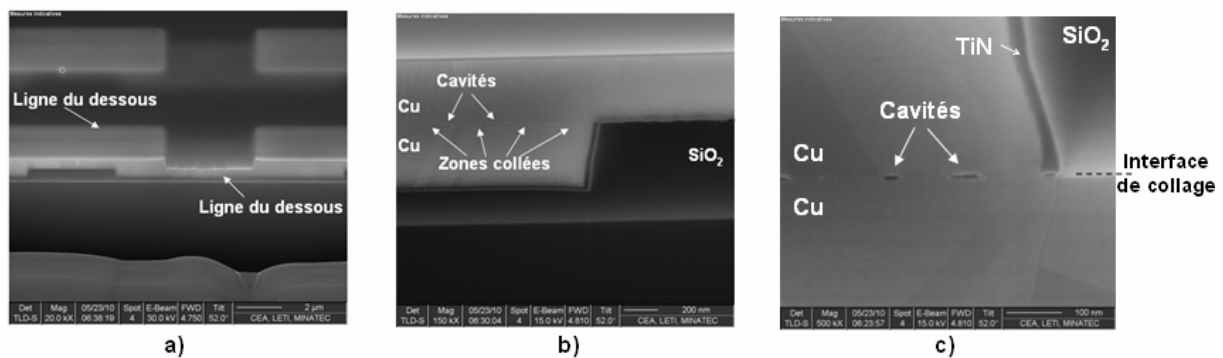 Mesures indicatives
Ligne du dessous
Ligne du dessous
Det Mag 05/23/10 Spot E-Beam FWD Tilt 2 µm
TLD-S 20.0 kX 06:38:19 4 30.0 kV 4.750 52.0° CEA, LETI, MINATEC
a)
Mesures indicatives
Cavités
Cu
Cu
Zones collées
SiO2
Det Mag 05/23/10 Spot E-Beam FWD Tilt 200 nm
TLD-S 150 kX 06:30:04 4 15.0 kV 4.810 52.0° CEA, LETI, MINATEC
b)
Mesures indicatives
TiN
SiO2
Cavités
Cu
Cu
Interface
de collage
Det Mag 05/23/10 Spot E-Beam FWD Tilt 100 nm
TLD-S 500 kX 06:23:57 4 15.0 kV 4.810 52.0° CEA, LETI, MINATEC
c)